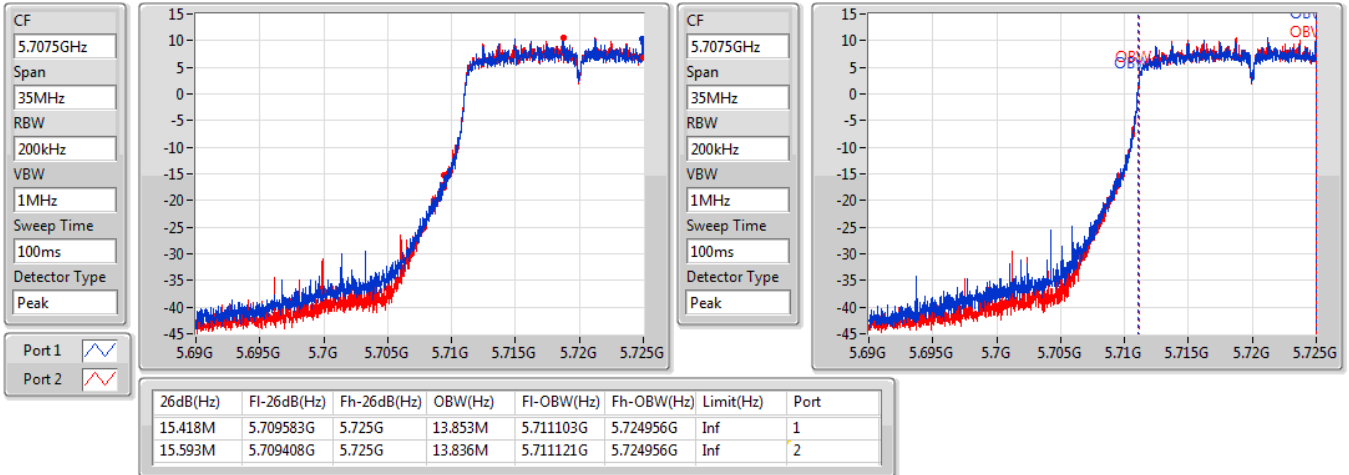 CF
5.7075GHz
Span
35MHz
RBW
200kHz
VBW
1MHz
Sweep Time
100ms
Detector Type
Peak
Port 1
Port 2
15
10
5
0
-5
-10
-15
-20
-25
-30
-35
-40
-45
5.69G 5.695G 5.7G 5.705G 5.71G 5.715G 5.72G 5.725G
CF
5.7075GHz
Span
35MHz
RBW
200kHz
VBW
1MHz
Sweep Time
100ms
Detector Type
Peak
15
10
5
0
-5
-10
-15
-20
-25
-30
-35
-40
-45
5.69G 5.695G 5.7G 5.705G 5.71G 5.715G 5.72G 5.725G
26dB(Hz) Fl-26dB(Hz) Fh-26dB(Hz) OBW(Hz) Fl-OBW(Hz) Fh-OBW(Hz) Limit(Hz) Port
15.418M 5.709583G 5.725G 13.853M 5.711103G 5.724956G Inf 1
15.593M 5.709408G 5.725G 13.836M 5.711121G 5.724956G Inf 2